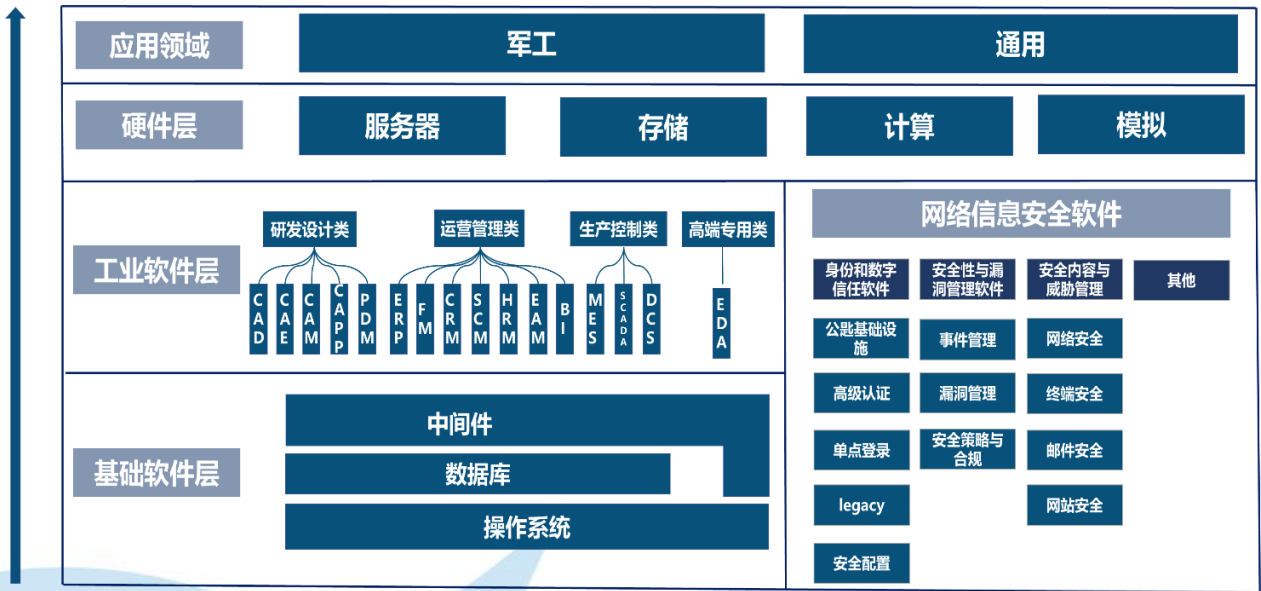 应用领域
军工
通用
硬件层
服务器
存储
计算
模拟
工业软件层
研发设计类
运营管理类
生产控制类
高端专用类
CAD
CAE
CAM
CAPP
PDM
ERP
FM
CRM
SCM
HRM
EAM
BI
MES
SCADA
DCS
EDA
基础软件层
中间件
数据库
操作系统
网络信息安全软件
身份和数字
信任软件
安全性与漏
洞管理软件
安全内容与
威胁管理
其他
公匙基础设
施
事件管理
网络安全
高级认证
漏洞管理
终端安全
单点登录
安全策略与
合规
邮件安全
legacy
网站安全
安全配置